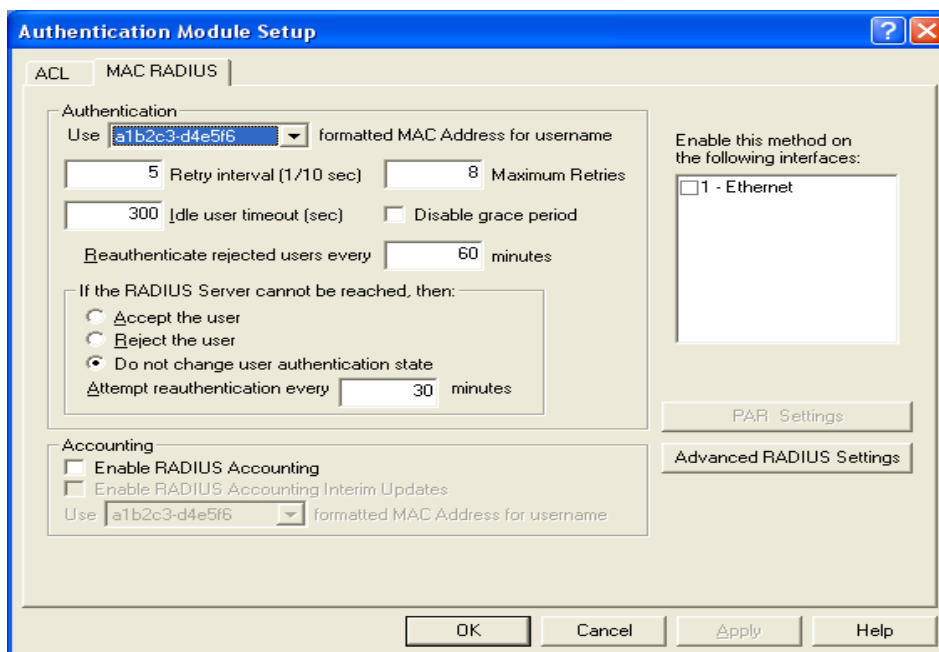 Authentication Module Setup
ACL
MAC RADIUS
Authentication
Use a1b2c3-d4e5f6 formatted MAC Address for username
5 Retry interval (1/10 sec) 8 Maximum Retries
300 Idle user timeout (sec) Disable grace period
Reauthenticate rejected users every 60 minutes
If the RADIUS Server cannot be reached, then:
Accept the user
Reject the user
Do not change user authentication state
Attempt reauthentication every 30 minutes
Accounting
Enable RADIUS Accounting
Enable RADIUS Accounting Interim Updates
Use a1b2c3-d4e5f6 formatted MAC Address for username
Enable this method on
the following interfaces:
1 - Ethernet
PAR Settings
Advanced RADIUS Settings
OK
Cancel
Apply
Help